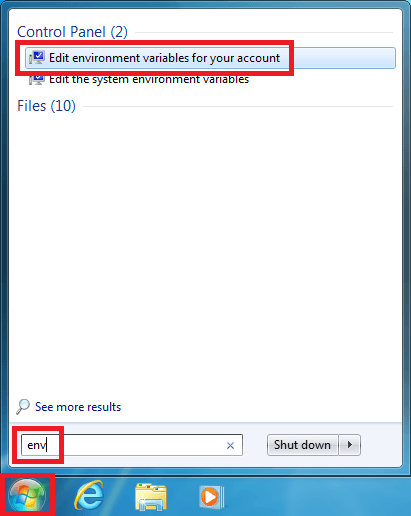 Control Panel (2)
Edit environment variables for your account
Edit the system environment variables
Files (10)
See more results
env
Shut down